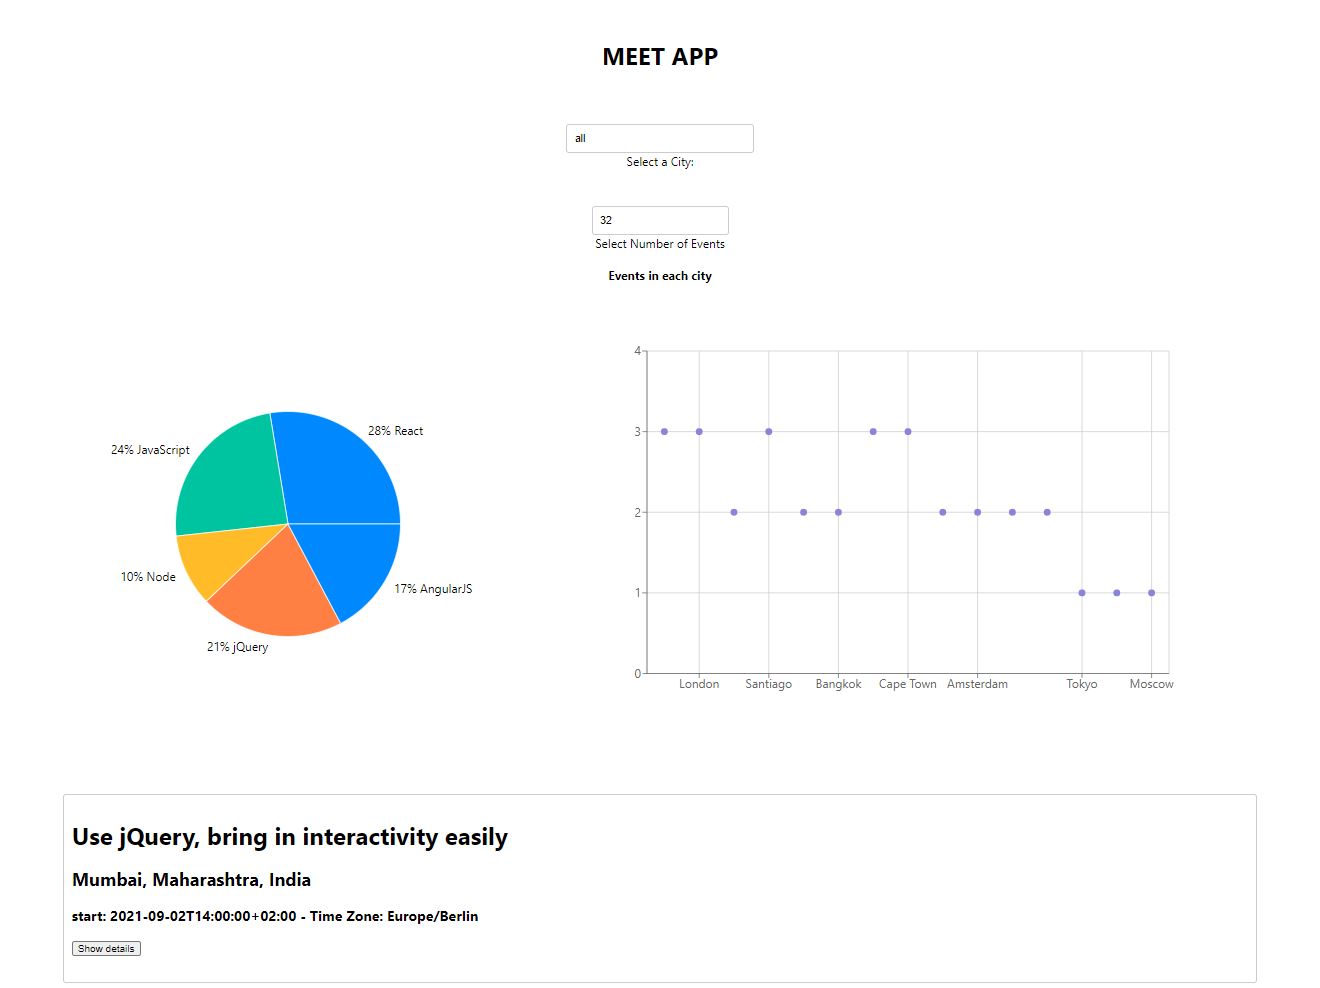 MEET APP
all
Select a City:
32
Select Number of Events
Events in each city
28% React
24% JavaScript
10% Node
21% jQuery
17% AngularJS
4
3
2
1
0
London
Santiago
Bangkok
Cape Town
Amsterdam
Tokyo
Moscow
Use jQuery, bring in interactivity easily
Mumbai, Maharashtra, India
start: 2021-09-02T14:00:00+02:00 - Time Zone: Europe/Berlin
Show details